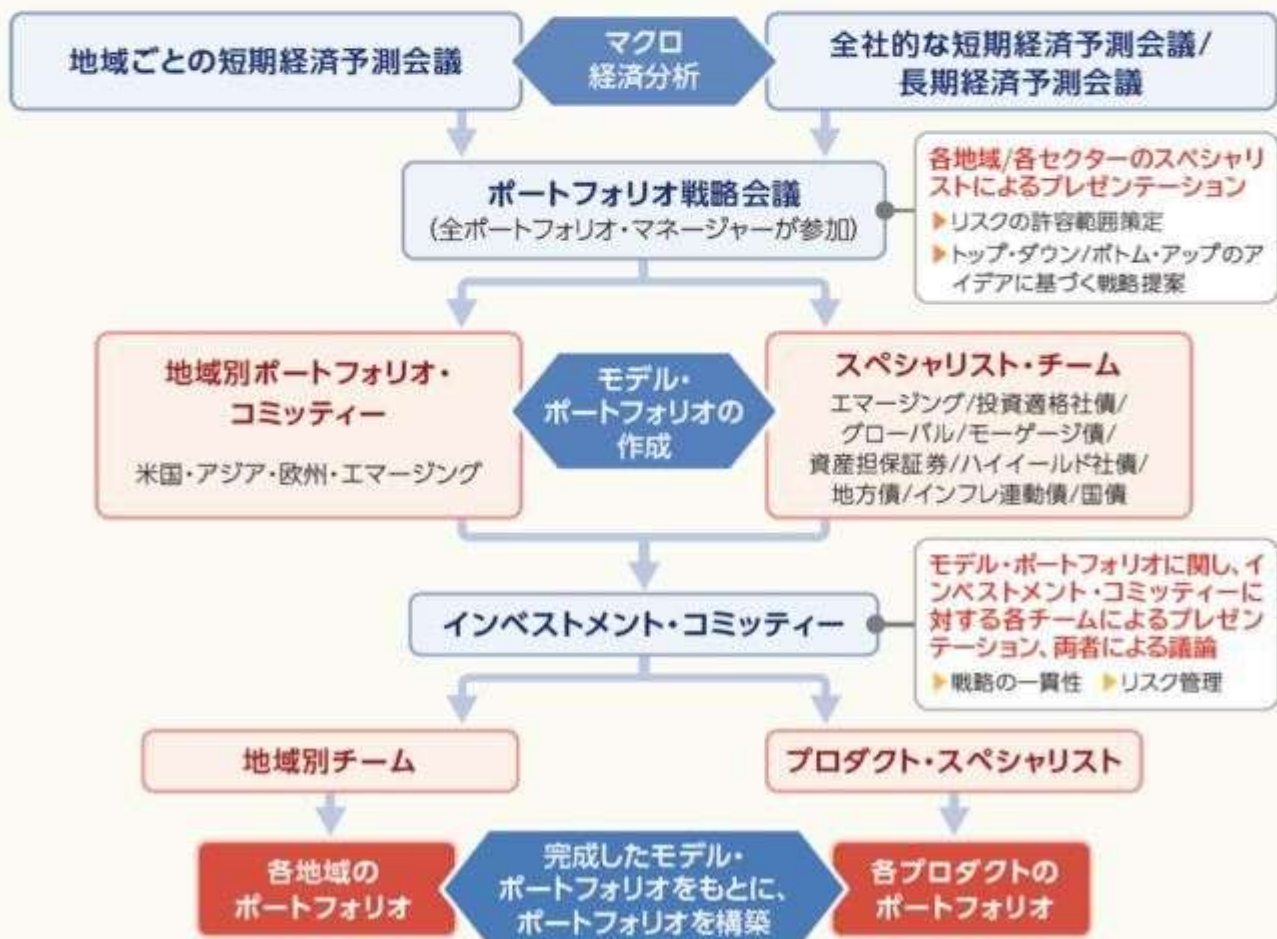 地域ごとの短期経済予測会議
マクロ
経済分析
全社的な短期経済予測会議/
長期経済予測会議
ポートフォリオ戦略会議
(全ポートフォリオ・マネージャーが参加)
各地域/各セクターのスペシャリ
ストによるプレゼンテーション
▶リスクの許容範囲策定
▶トップ・ダウン/ボトム・アップのア
イデアに基づく戦略提案
地域別ポートフォリオ・
コミッティー
米国・アジア・欧州・エマージング
モデル・
ポートフォリオの
作成
スペシャリスト・チーム
エマージング/投資適格社債/
グローバル/モーゲージ債/
資産担保証券/ハイイールド社債/
地方債/インフレ連動債/国債
インベストメント・コミッティー
モデル・ポートフォリオに関し、イ
ンベストメント・コミッティーに
対する各チームによるプレゼン
テーション、両者による議論
▶戦略の一貫性 ▶リスク管理
地域別チーム
プロダクト・スペシャリスト
各地域の
ポートフォリオ
完成したモデル・
ポートフォリオをもとに、
ポートフォリオを構築
各プロダクトの
ポートフォリオ